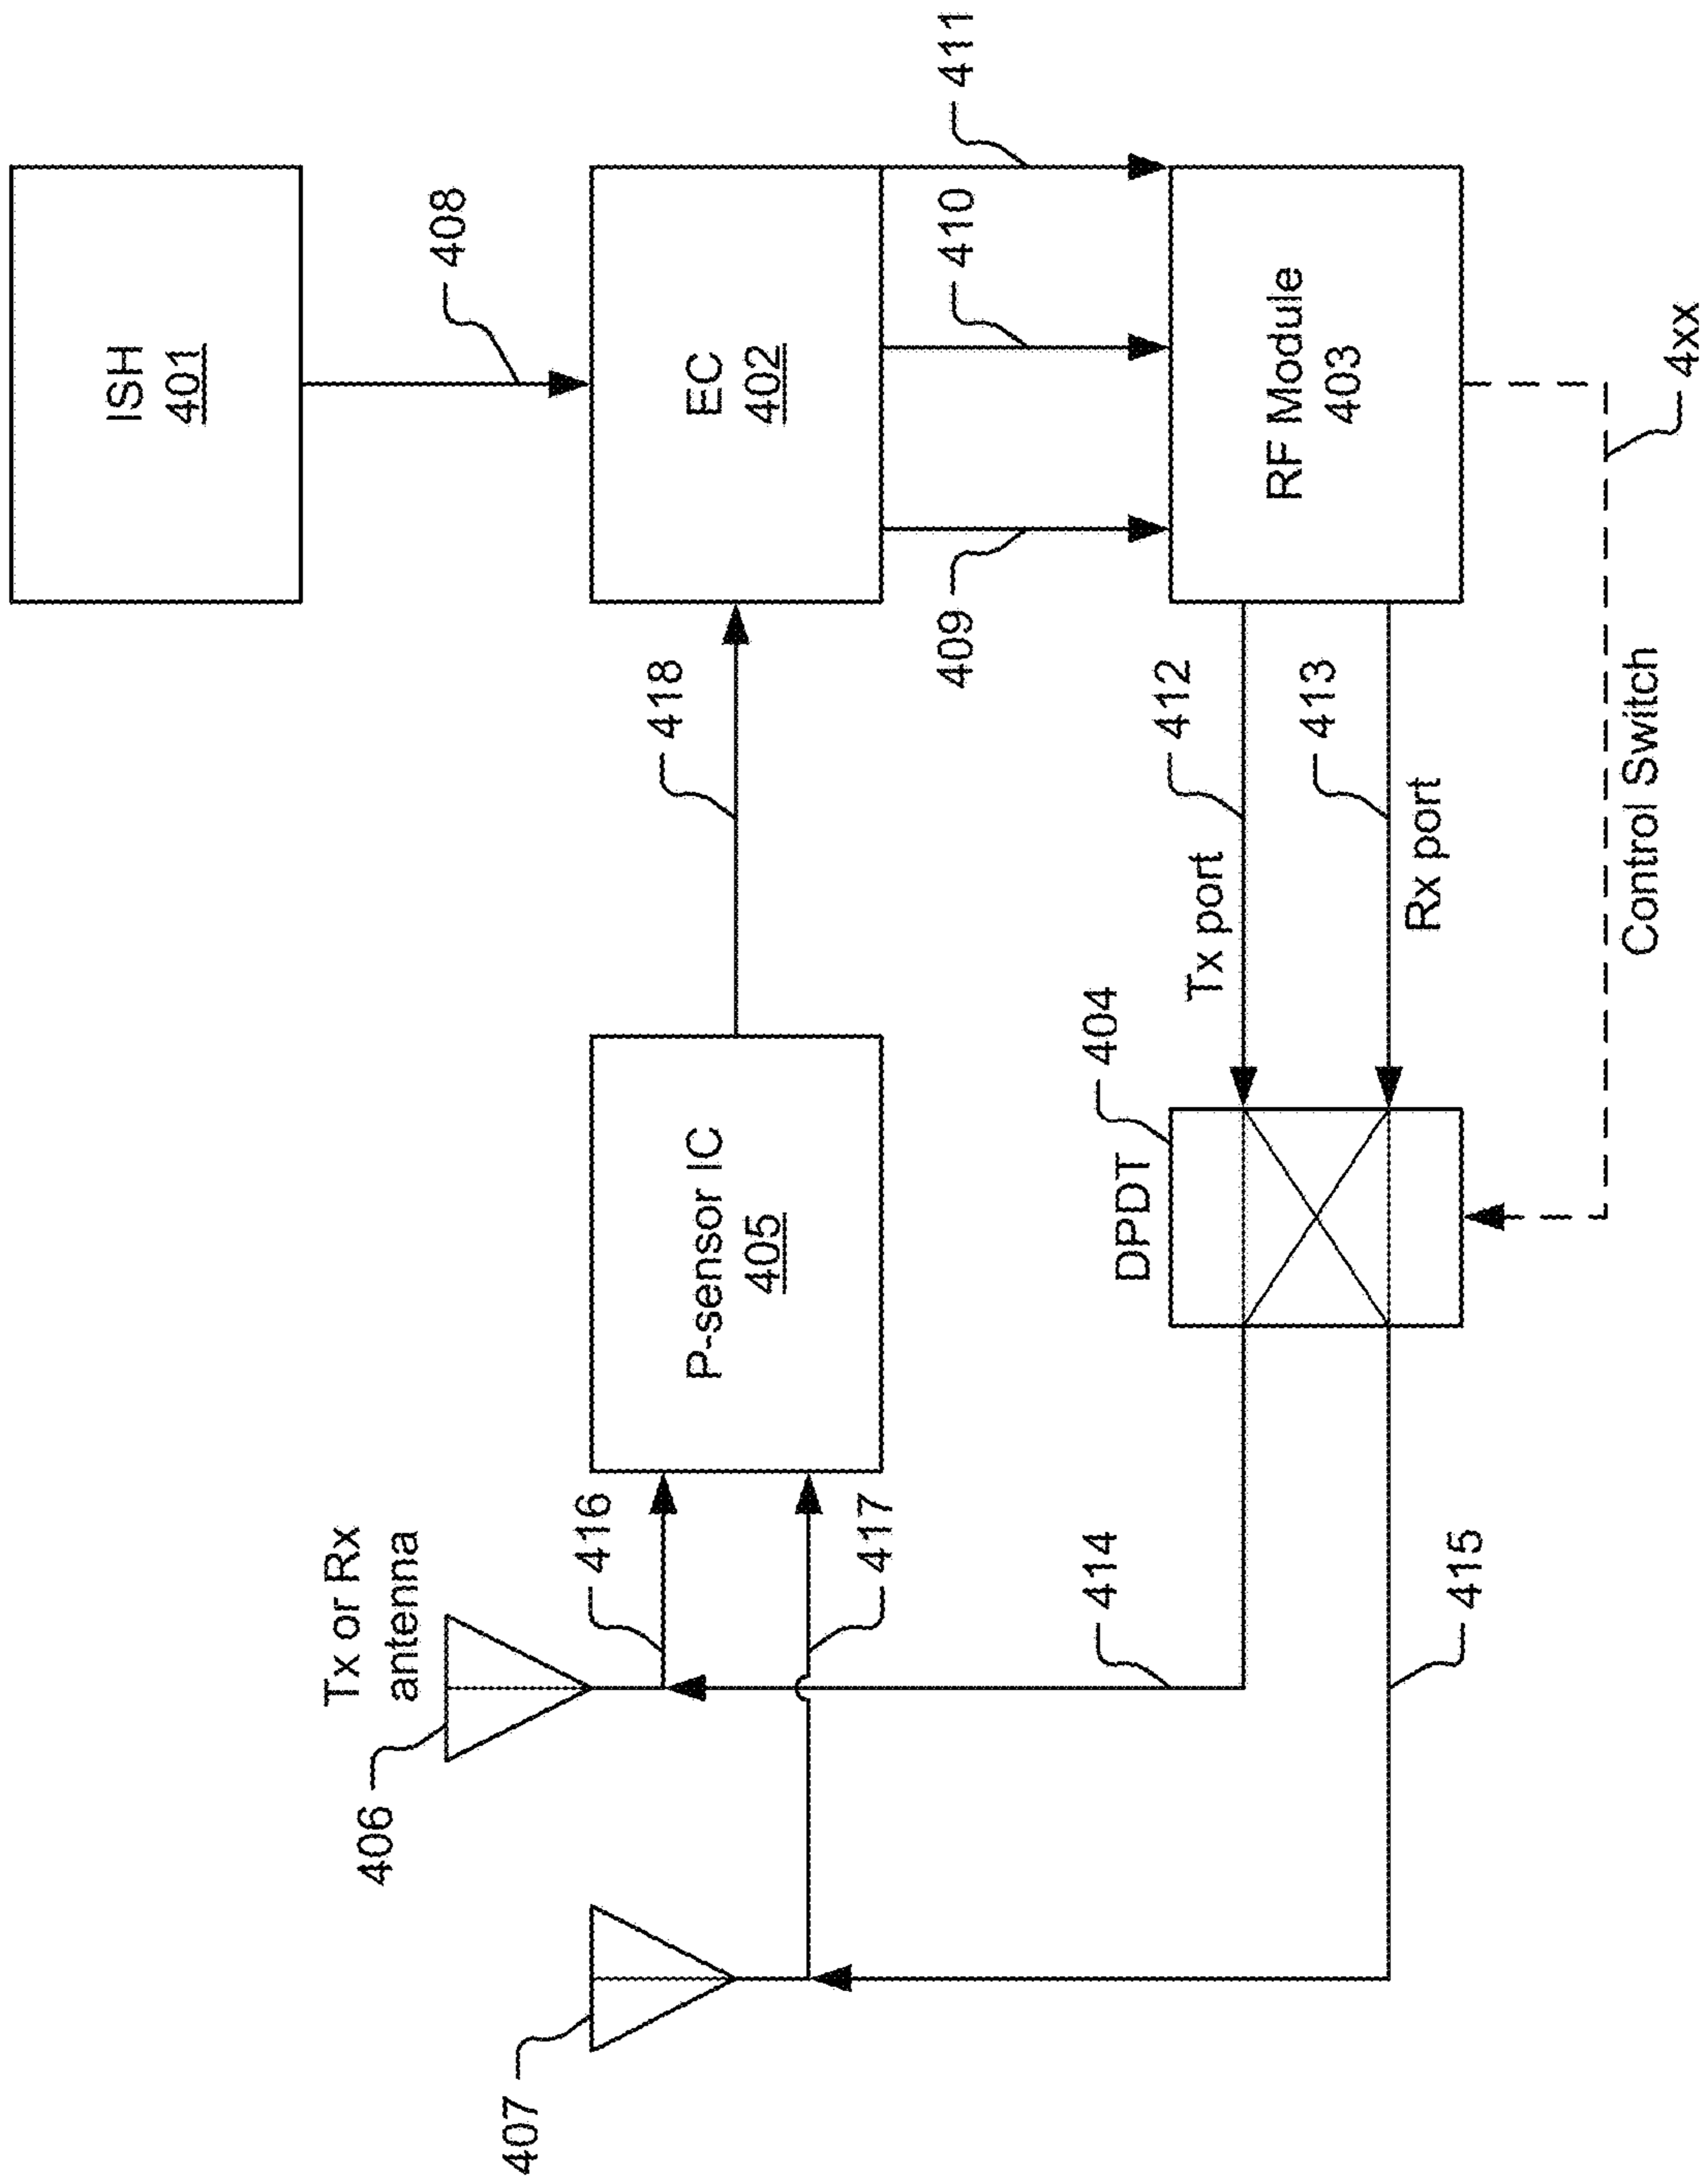 ISH
401
408
EC
402
411
410
409
RF Module
403
4xx
Control Switch
418
412
Tx port
413
Rx port
404
DPDT
P-sensor IC
405
416
417
Tx or Rx
antenna
406
407
414
415